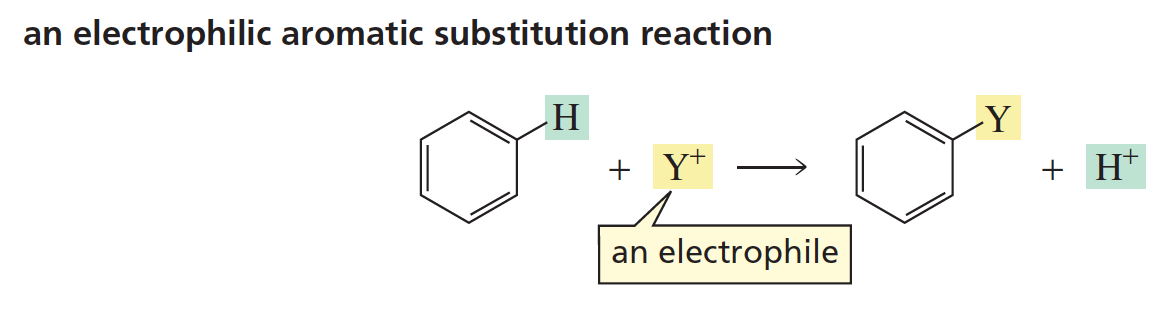 an electrophilic aromatic substitution reaction
H
+ Y⁺ ⟶
Y
+ H⁺
an electrophile